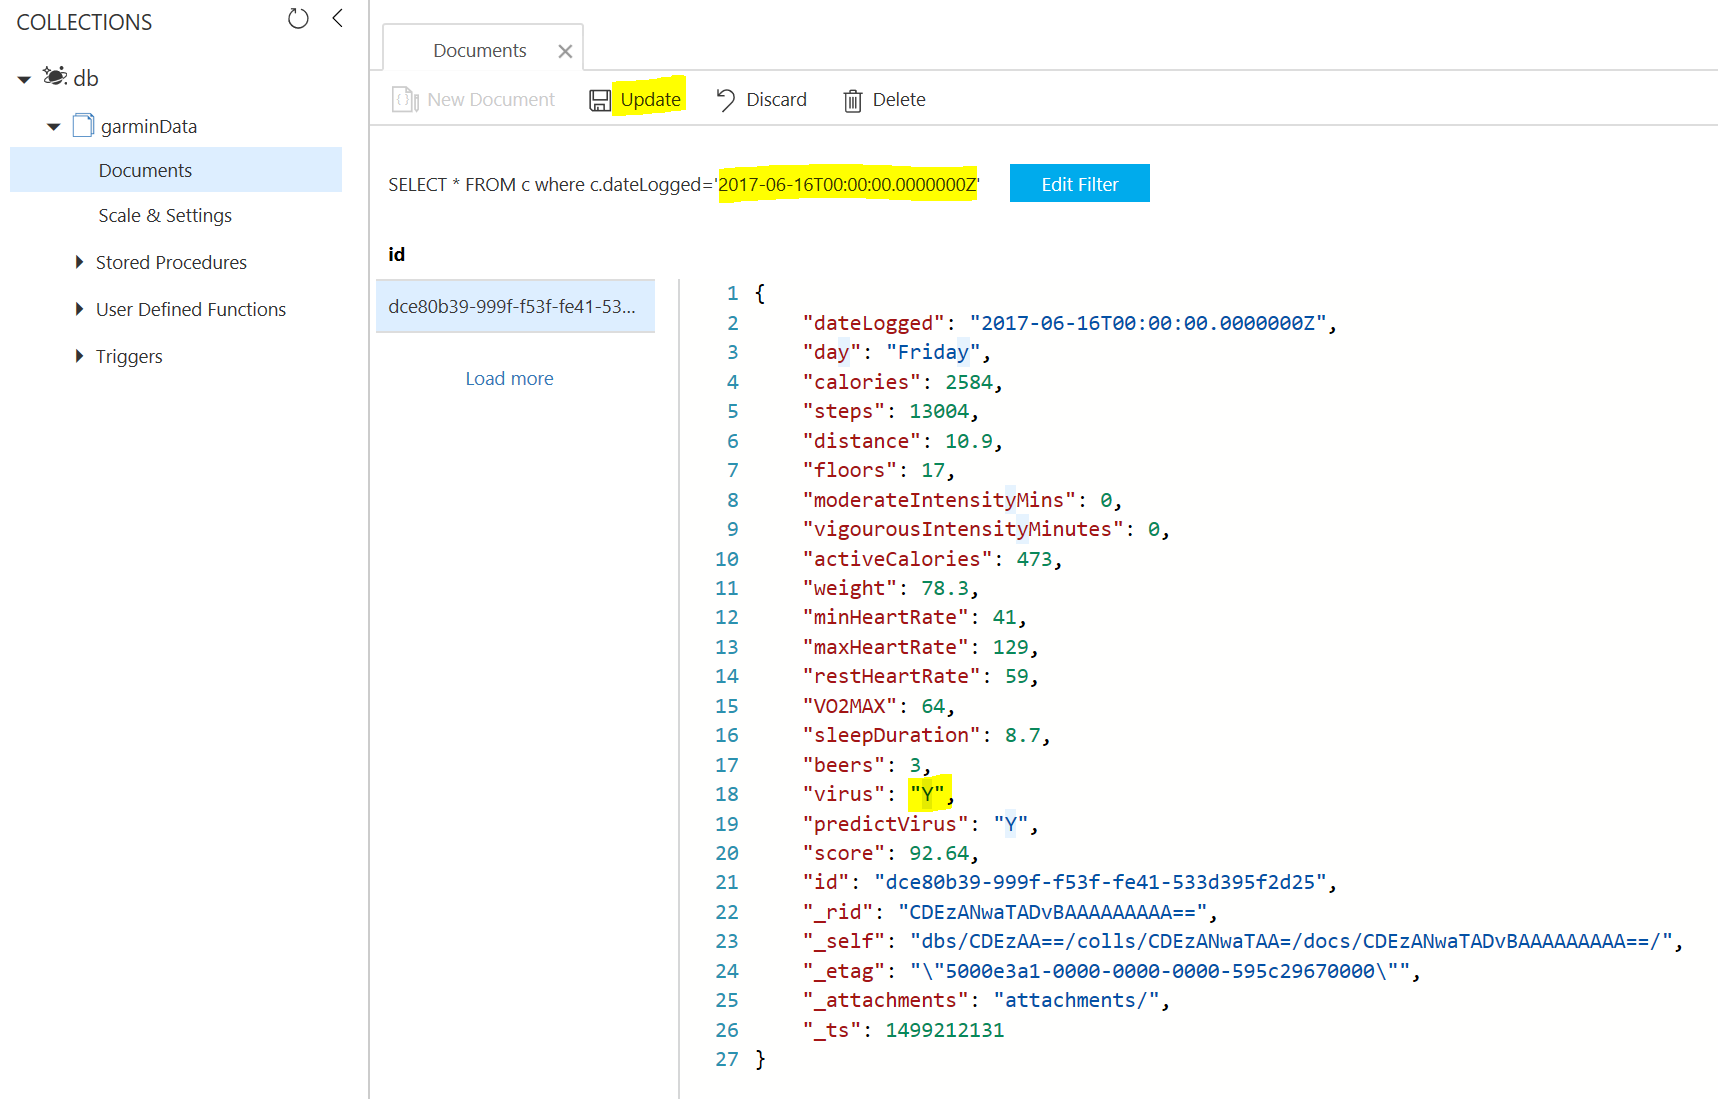 COLLECTIONS
db
garminData
Documents
Scale & Settings
Stored Procedures
User Defined Functions
Triggers
Documents
New Document Update Discard Delete
SELECT * FROM c where c.dateLogged='2017-06-16T00:00:00.0000000Z' Edit Filter
id
dce80b39-999f-f53f-fe41-53...
Load more
1 {
2 "dateLogged": "2017-06-16T00:00:00.0000000Z",
3 "day": "Friday",
4 "calories": 2584,
5 "steps": 13004,
6 "distance": 10.9,
7 "floors": 17,
8 "moderateIntensityMins": 0,
9 "vigourousIntensityMinutes": 0,
10 "activeCalories": 473,
11 "weight": 78.3,
12 "minHeartRate": 41,
13 "maxHeartRate": 129,
14 "restHeartRate": 59,
15 "VO2MAX": 64,
16 "sleepDuration": 8.7,
17 "beers": 3,
18 "virus": "Y",
19 "predictVirus": "Y",
20 "score": 92.64,
21 "id": "dce80b39-999f-f53f-fe41-533d395f2d25",
22 "_rid": "CDEzANwaTADvBAAAAAAAAA==",
23 "_self": "dbs/CDEzAA==/colls/CDEzANwaTAA=/docs/CDEzANwaTADvBAAAAAAAAA==/",
24 "_etag": "\"5000e3a1-0000-0000-0000-595c29670000\"",
25 "_attachments": "attachments/",
26 "_ts": 1499212131
27 }